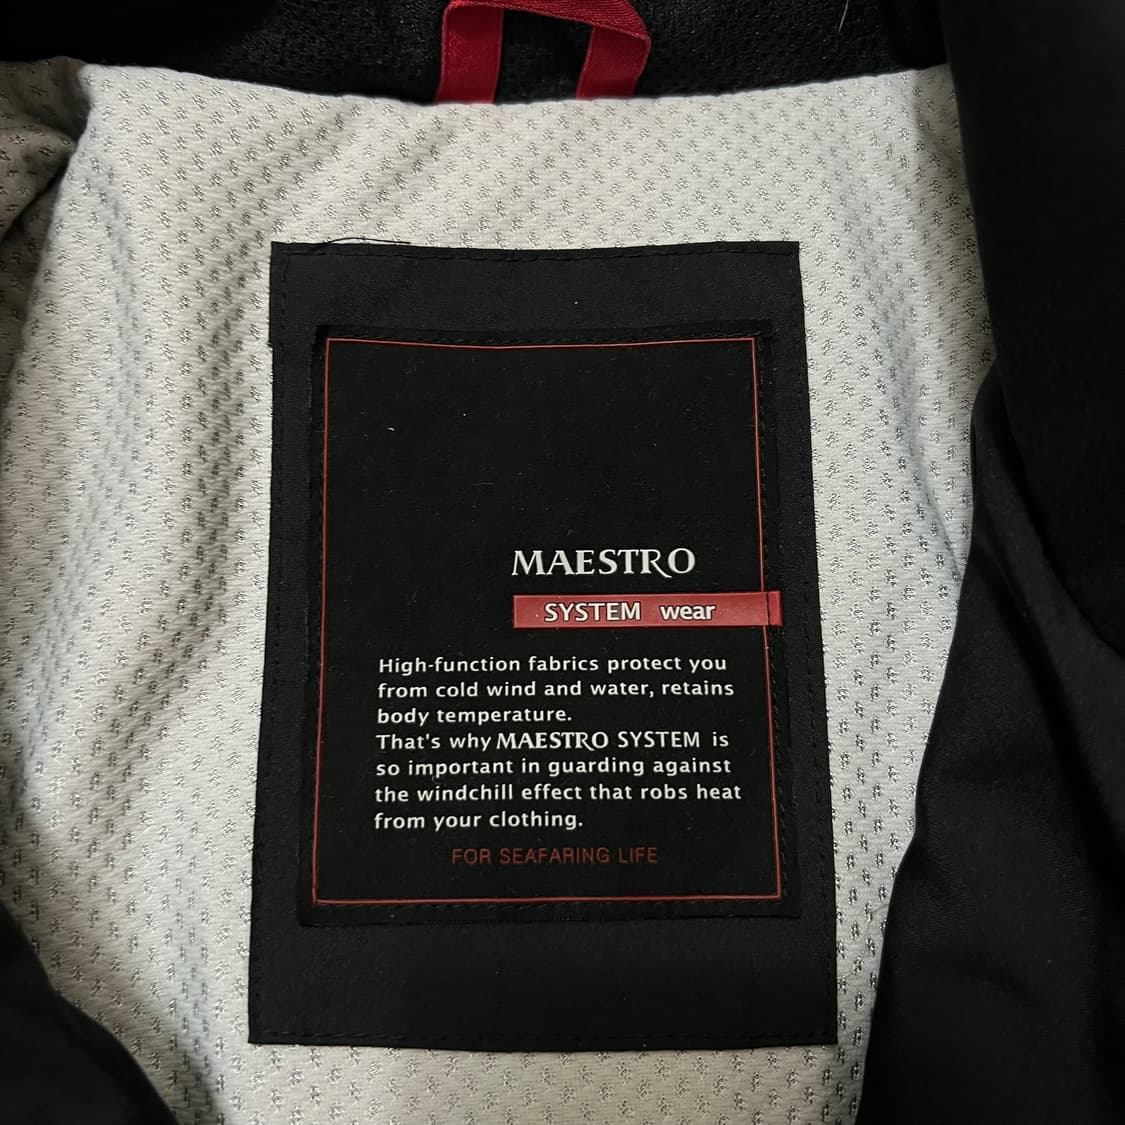 MAESTRO
SYSTEM wear
High-function fabrics protect you
from cold wind and water, retains
body temperature.
That's why MAESTRO SYSTEM is
so important in guarding against
the windchill effect that robs heat
from your clothing.
FOR SEAFARING LIFE